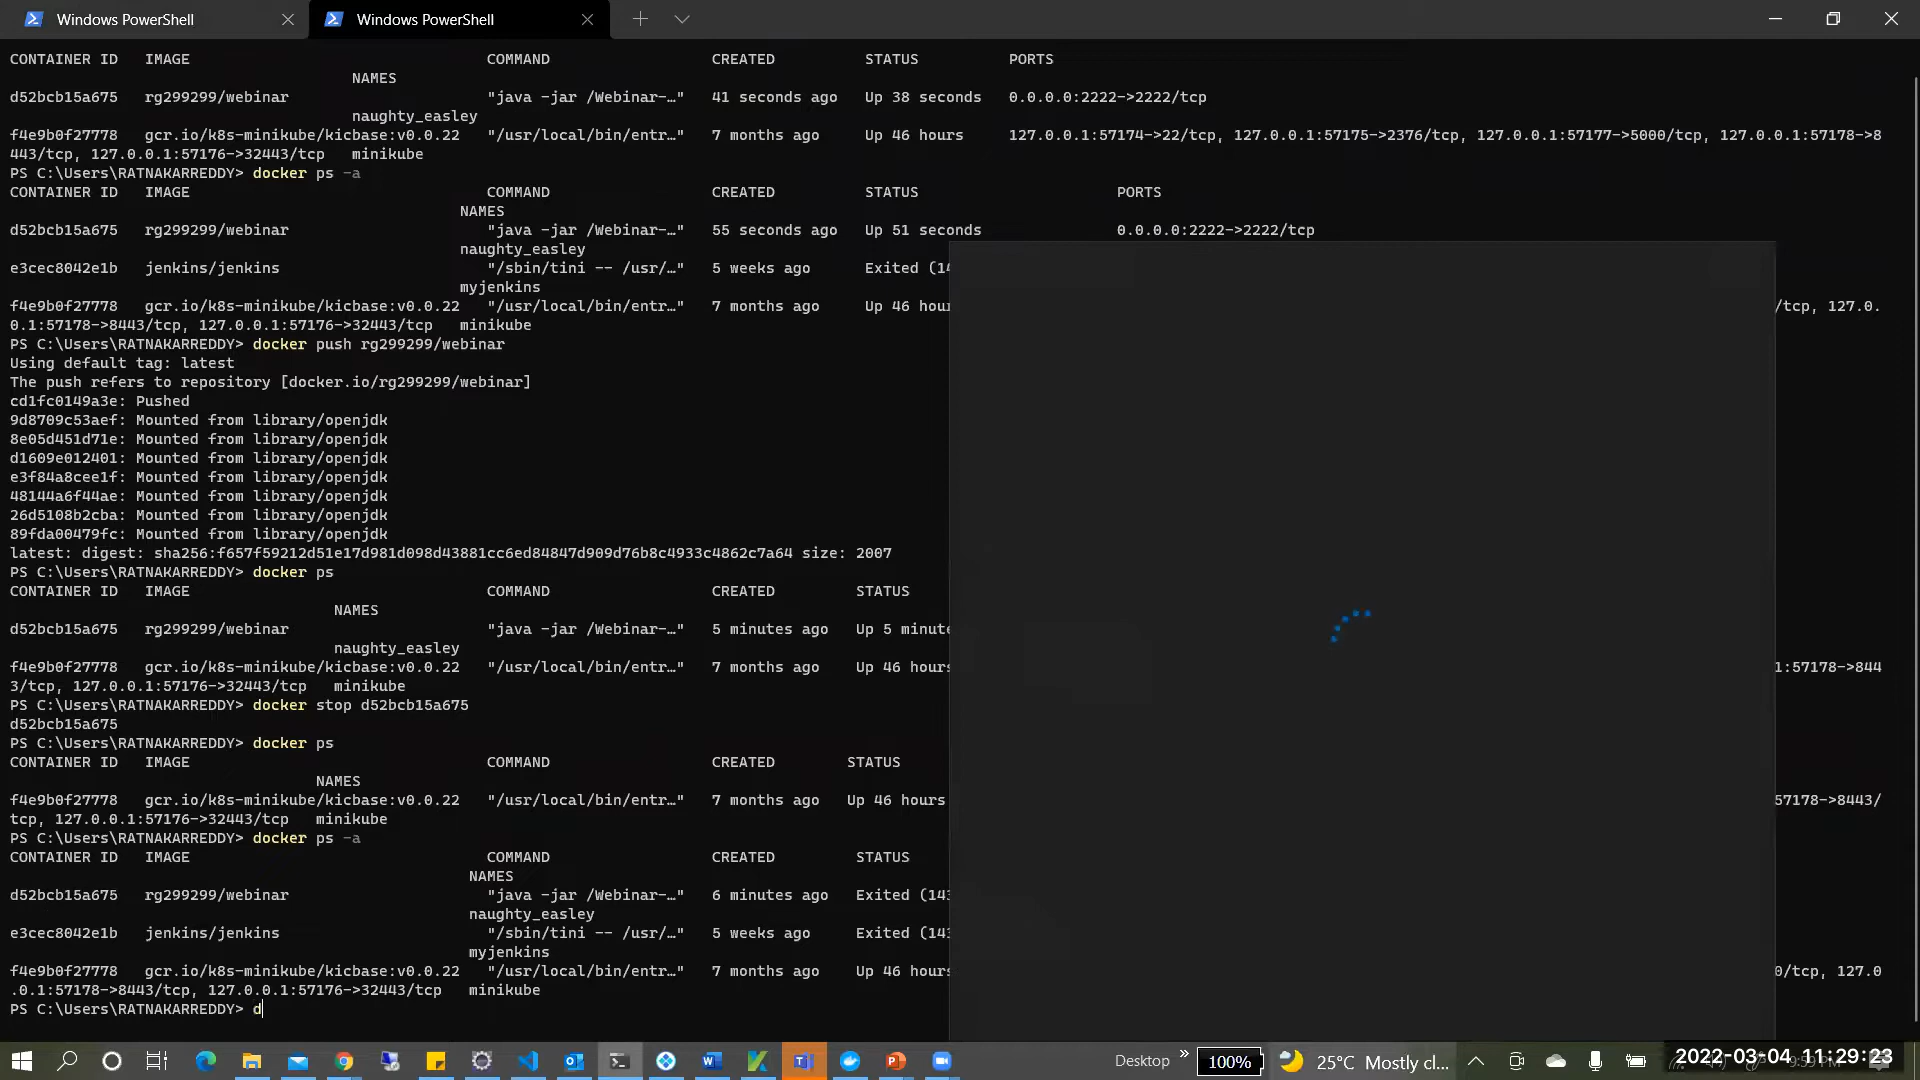 Windows PowerShell Windows PowerShell
CONTAINER ID IMAGE COMMAND CREATED STATUS PORTS
NAMES
d52bcb15a675 rg299299/webinar "java -jar /Webinar-…" 41 seconds ago Up 38 seconds 0.0.0.0:2222->2222/tcp
naughty_easley
f4e9b0f27778 gcr.io/k8s-minikube/kicbase:v0.0.22 "/usr/local/bin/entr…" 7 months ago Up 46 hours 127.0.0.1:57174->22/tcp, 127.0.0.1:57175->2376/tcp, 127.0.0.1:57177->5000/tcp, 127.0.0.1:57178->8
443/tcp, 127.0.0.1:57176->32443/tcp minikube
PS C:\Users\RATNAKARREDDY> docker ps -a
CONTAINER ID IMAGE COMMAND CREATED STATUS PORTS
NAMES
d52bcb15a675 rg299299/webinar "java -jar /Webinar-…" 55 seconds ago Up 51 seconds 0.0.0.0:2222->2222/tcp
naughty_easley
e3cec8042e1b jenkins/jenkins "/sbin/tini -- /usr/…" 5 weeks ago Exited (14
myjenkins
f4e9b0f27778 gcr.io/k8s-minikube/kicbase:v0.0.22 "/usr/local/bin/entr…" 7 months ago Up 46 hour /tcp, 127.0.
0.1:57178->8443/tcp, 127.0.0.1:57176->32443/tcp minikube
PS C:\Users\RATNAKARREDDY> docker push rg299299/webinar
Using default tag: latest
The push refers to repository [docker.io/rg299299/webinar]
cd1fc0149a3e: Pushed
9d8709c53aef: Mounted from library/openjdk
8e05d451d71e: Mounted from library/openjdk
d1609e012401: Mounted from library/openjdk
e3f84a8cee1f: Mounted from library/openjdk
48144a6f44ae: Mounted from library/openjdk
26d5108b2cba: Mounted from library/openjdk
89fda00479fc: Mounted from library/openjdk
latest: digest: sha256:f657f59212d51e17d981d098d43881cc6ed84847d909d76b8c4933c4862c7a64 size: 2007
PS C:\Users\RATNAKARREDDY> docker ps
CONTAINER ID IMAGE COMMAND CREATED STATUS
NAMES
d52bcb15a675 rg299299/webinar "java -jar /Webinar-…" 5 minutes ago Up 5 minute
naughty_easley
f4e9b0f27778 gcr.io/k8s-minikube/kicbase:v0.0.22 "/usr/local/bin/entr…" 7 months ago Up 46 hours 1:57178->844
3/tcp, 127.0.0.1:57176->32443/tcp minikube
PS C:\Users\RATNAKARREDDY> docker stop d52bcb15a675
d52bcb15a675
PS C:\Users\RATNAKARREDDY> docker ps
CONTAINER ID IMAGE COMMAND CREATED STATUS
NAMES
f4e9b0f27778 gcr.io/k8s-minikube/kicbase:v0.0.22 "/usr/local/bin/entr…" 7 months ago Up 46 hours 57178->8443/
tcp, 127.0.0.1:57176->32443/tcp minikube
PS C:\Users\RATNAKARREDDY> docker ps -a
CONTAINER ID IMAGE COMMAND CREATED STATUS
NAMES
d52bcb15a675 rg299299/webinar "java -jar /Webinar-…" 6 minutes ago Exited (143
naughty_easley
e3cec8042e1b jenkins/jenkins "/sbin/tini -- /usr/…" 5 weeks ago Exited (143
myjenkins
f4e9b0f27778 gcr.io/k8s-minikube/kicbase:v0.0.22 "/usr/local/bin/entr…" 7 months ago Up 46 hours 0/tcp, 127.0
.0.1:57178->8443/tcp, 127.0.0.1:57176->32443/tcp minikube
PS C:\Users\RATNAKARREDDY> d
Desktop » 100% 25°C Mostly cl... 2022-03-04 11:29:23